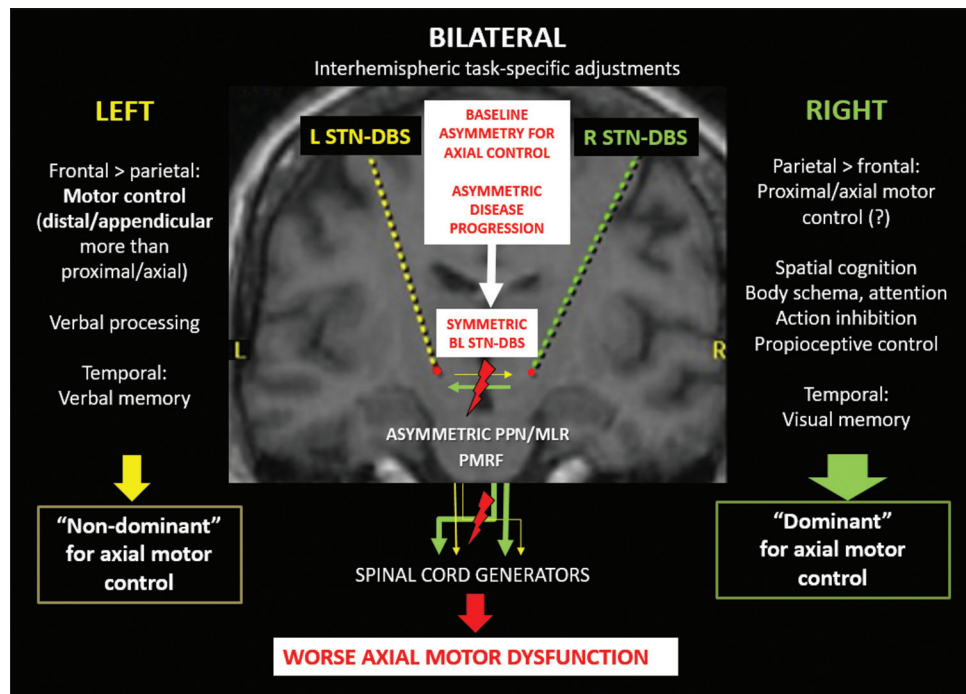 BILATERAL
Interhemispheric task-specific adjustments
LEFT
Frontal > parietal:
Motor control
(distal/appendicular
more than
proximal/axial)
Verbal processing
Temporal:
Verbal memory
"Non-dominant"
for axial motor
control
L STN-DBS
BASELINE
ASYMMETRY FOR
AXIAL CONTROL
ASYMMETRIC
DISEASE
PROGRESSION
R STN-DBS
SYMMETRIC
BL STN-DBS
L
R
ASYMMETRIC PPN/MLR
PMRF
SPINAL CORD GENERATORS
WORSE AXIAL MOTOR DYSFUNCTION
RIGHT
Parietal > frontal:
Proximal/axial motor
control (?)
Spatial cognition
Body schema, attention
Action inhibition
Propioceptive control
Temporal:
Visual memory
"Dominant"
for axial motor
control